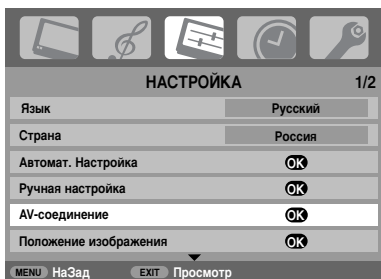 НАСТРОЙКА 1/2
Язык Русский
Страна Россия
Автомат. Настройка OK
Ручная настройка OK
AV-соединение OK
Положение изображения OK
MENU НаЗад EXIT Просмотр